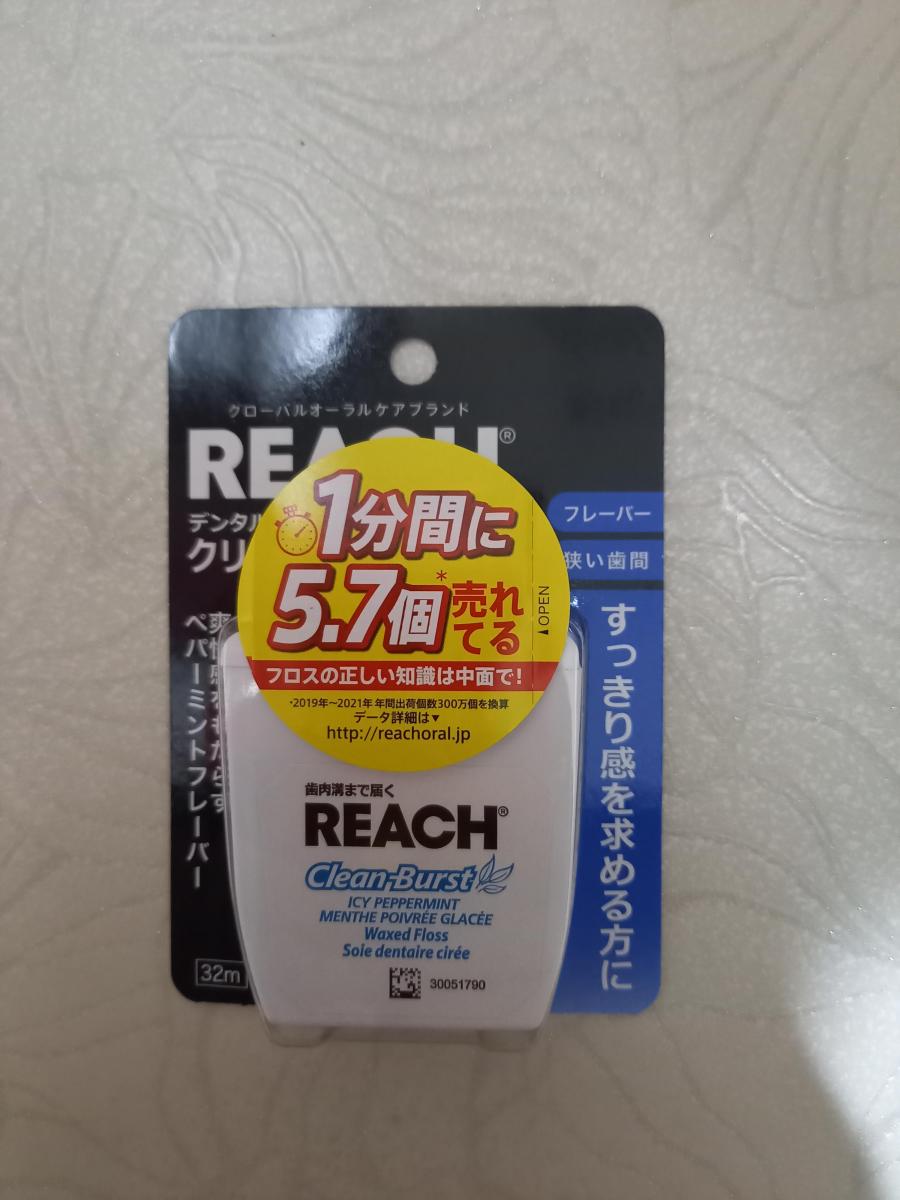 クローバルオーラルケアブランド
REACH®
デンタル
クリ
フレーバー
狭い歯間
1分間に
5.7個*売れてる
▲OPEN
フロスの正しい知識は中面で!
*2019年~2021年 年間出荷個数300万個を換算
データ詳細は▼
http://reachoral.jp
すっきり感を求める方に
ペパーミントフレーバー
歯肉溝まで届く
REACH®
Clean-Burst
ICY PEPPERMINT
MENTHE POIVRÉE GLACÉE
Waxed Floss
Soie dentaire cirée
30051790
32m